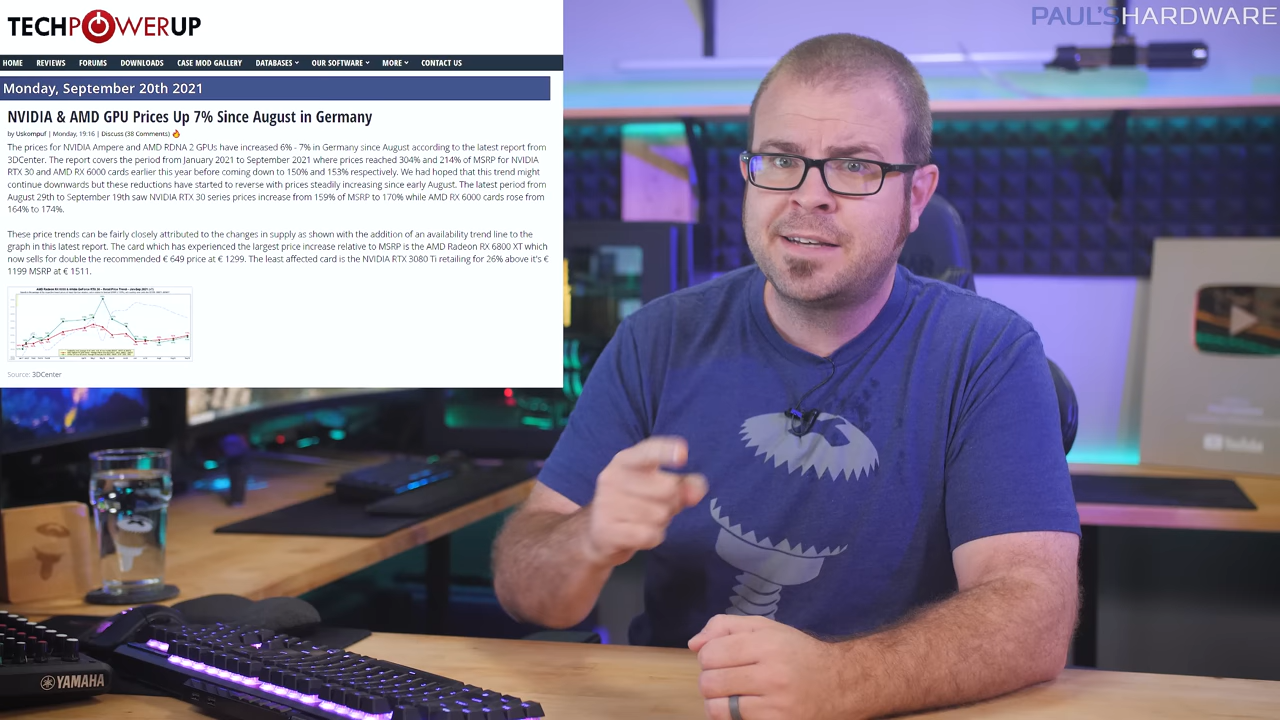 TECHPOWERUP
HOME REVIEWS FORUMS DOWNLOADS CASE MOD GALLERY DATABASES OUR SOFTWARE MORE CONTACT US
Monday, September 20th 2021
NVIDIA & AMD GPU Prices Up 7% Since August in Germany
by Uskompuf | Monday, 19:16 | Discuss (38 Comments)
The prices for NVIDIA Ampere and AMD RDNA 2 GPUs have increased 6% - 7% in Germany since August according to the latest report from
3DCenter. The report covers the period from January 2021 to September 2021 where prices reached 304% and 214% of MSRP for NVIDIA
RTX 30 and AMD RX 6000 cards earlier this year before coming down to 150% and 153% respectively. We had hoped that this trend might
continue downwards but these reductions have started to reverse with prices steadily increasing since early August. The latest period from
August 29th to September 19th saw NVIDIA RTX 30 series prices increase from 159% of MSRP to 170% while AMD RX 6000 cards rose from
164% to 174%.
These price trends can be fairly closely attributed to the changes in supply as shown with the addition of an availability trend line to the
graph in this latest report. The card which has experienced the largest price increase relative to MSRP is the AMD Radeon RX 6800 XT which
now sells for double the recommended € 649 price at € 1299. The least affected card is the NVIDIA RTX 3080 Ti retailing for 26% above it's €
1199 MSRP at € 1511.
Source: 3DCenter
PAUL'SHARDWARE
YouTube
YAMAHA